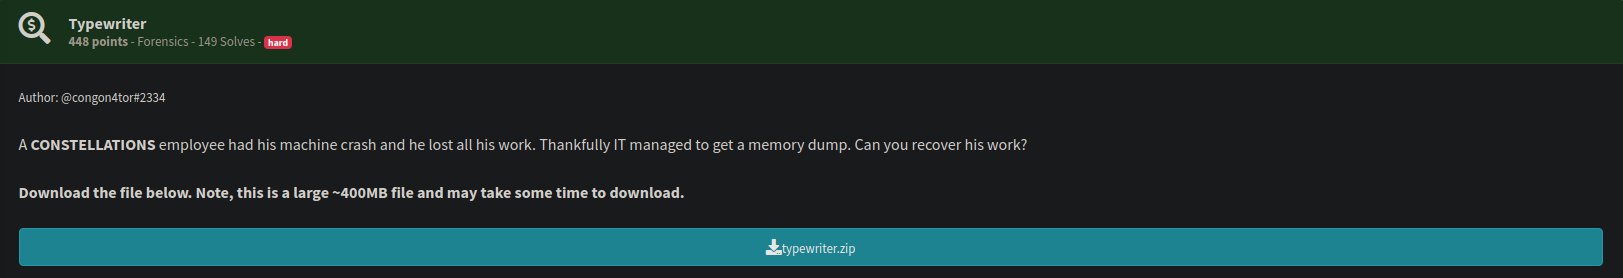 Typewriter
448 points - Forensics - 149 Solves - hard
Author: @congon4tor#2334
A CONSTELLATIONS employee had his machine crash and he lost all his work. Thankfully IT managed to get a memory dump. Can you recover his work?
Download the file below. Note, this is a large ~400MB file and may take some time to download.
typewriter.zip